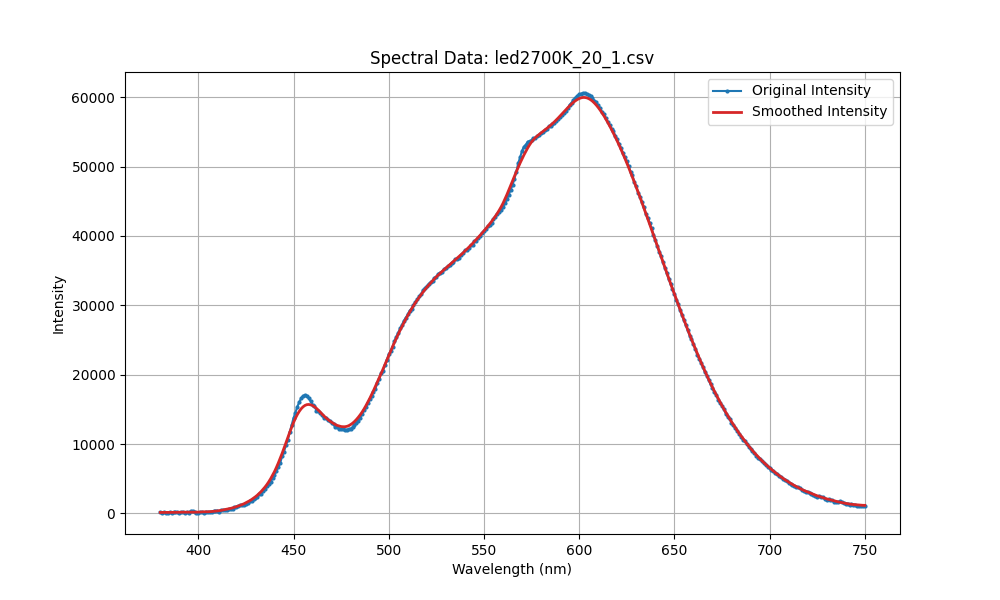 Spectral Data: led2700K_20_1.csv
Original Intensity
Smoothed Intensity
60000
50000
40000
30000
20000
10000
0
Intensity
400 450 500 550 600 650 700 750
Wavelength (nm)